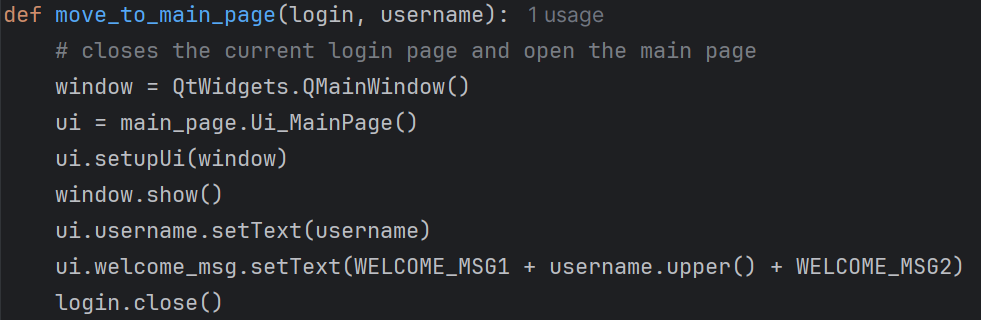 def move_to_main_page(login, username): 1 usage
    # closes the current login page and open the main page
    window = QtWidgets.QMainWindow()
    ui = main_page.Ui_MainPage()
    ui.setupUi(window)
    window.show()
    ui.username.setText(username)
    ui.welcome_msg.setText(WELCOME_MSG1 + username.upper() + WELCOME_MSG2)
    login.close()